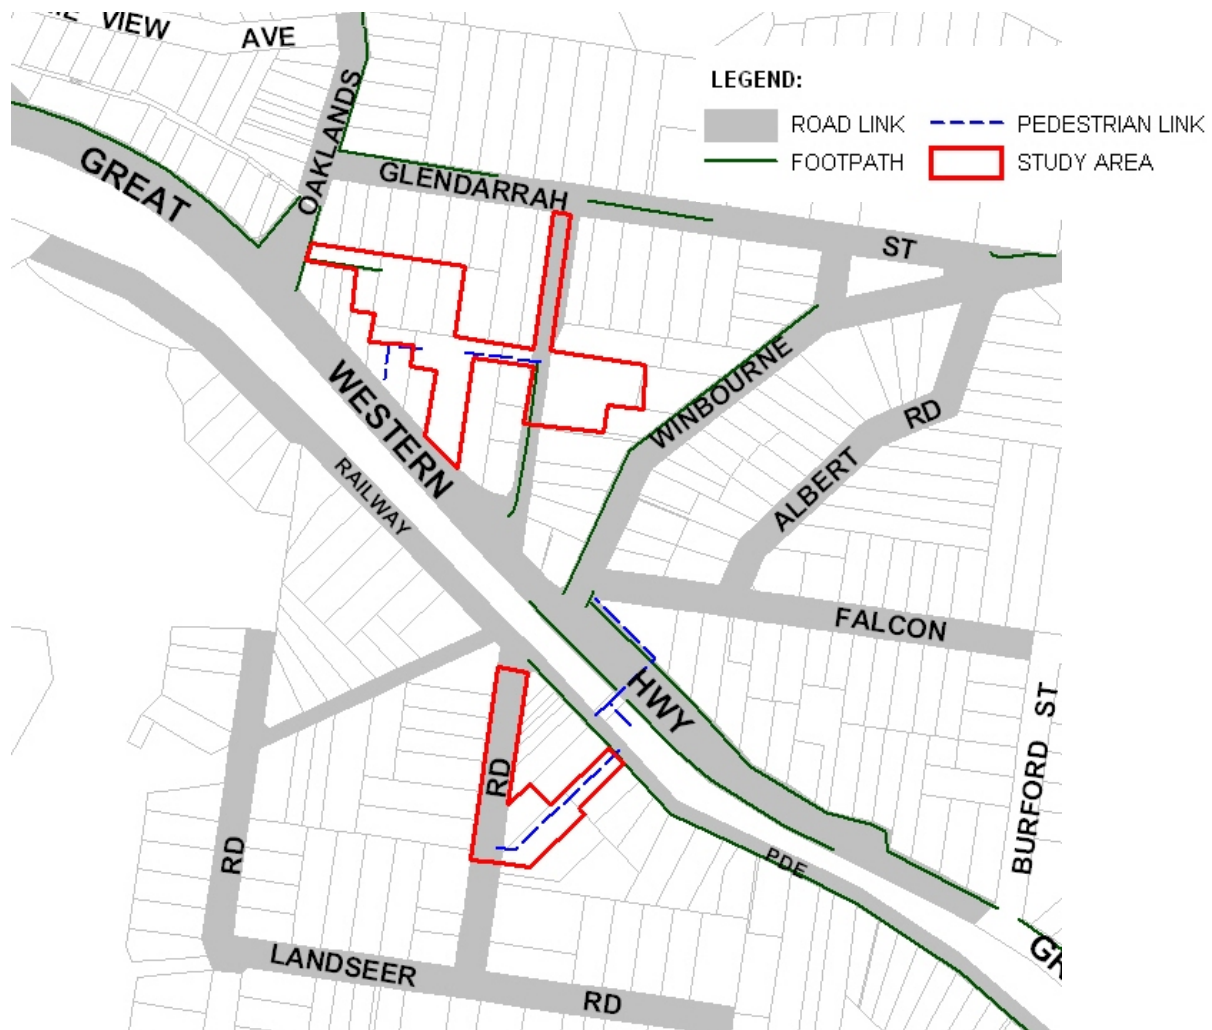 VIEW
AVE
LEGEND:
ROAD LINK
PEDESTRIAN LINK
FOOTPATH
STUDY AREA
OAKLANDS
GREAT
GLENDARRAH
ST
WESTERN
WINBOURNE
RD
ALBERT
RAILWAY
FALCON
HWY
BURFORD ST
RD
RD
PDE
LANDSEER
RD